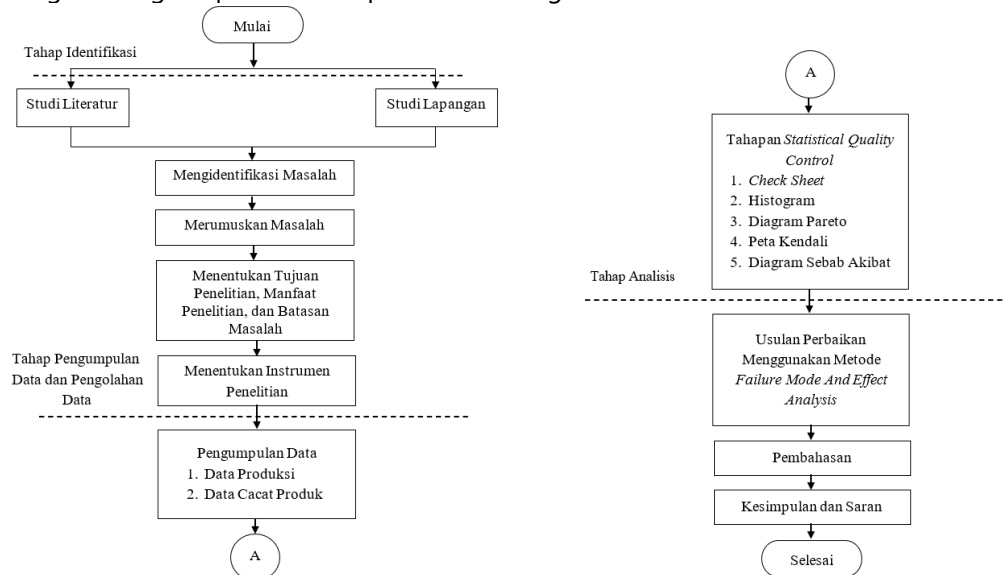 Mulai
Tahap Identifikasi
Studi Literatur
Studi Lapangan
Mengidentifikasi Masalah
Merumuskan Masalah
Menentukan Tujuan
Penelitian, Manfaat
Penelitian, dan Batasan
Masalah
Tahap Pengumpulan
Data dan Pengolahan
Data
Menentukan Instrumen
Penelitian
Pengumpulan Data
1. Data Produksi
2. Data Cacat Produk
A
A
Tahapan Statistical Quality
Control
1. Check Sheet
2. Histogram
3. Diagram Pareto
4. Peta Kendali
5. Diagram Sebab Akibat
Tahap Analisis
Usulan Perbaikan
Menggunakan Metode
Failure Mode And Effect
Analysis
Pembahasan
Kesimpulan dan Saran
Selesai